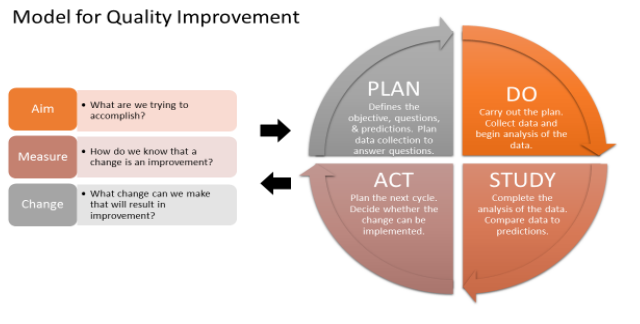 Model for Quality Improvement
Aim
• What are we trying to
accomplish?
Measure
• How do we know that a
change is an improvement?
Change
• What change can we make
that will result in
improvement?
PLAN
Defines the
objective, questions,
& predictions. Plan
data collection to
answer questions.
DO
Carry out the plan.
Collect data and
begin analysis of the
data.
ACT
Plan the next cycle.
Decide whether the
change can be
implemented.
STUDY
Complete the
analysis of the data.
Compare data to
predictions.